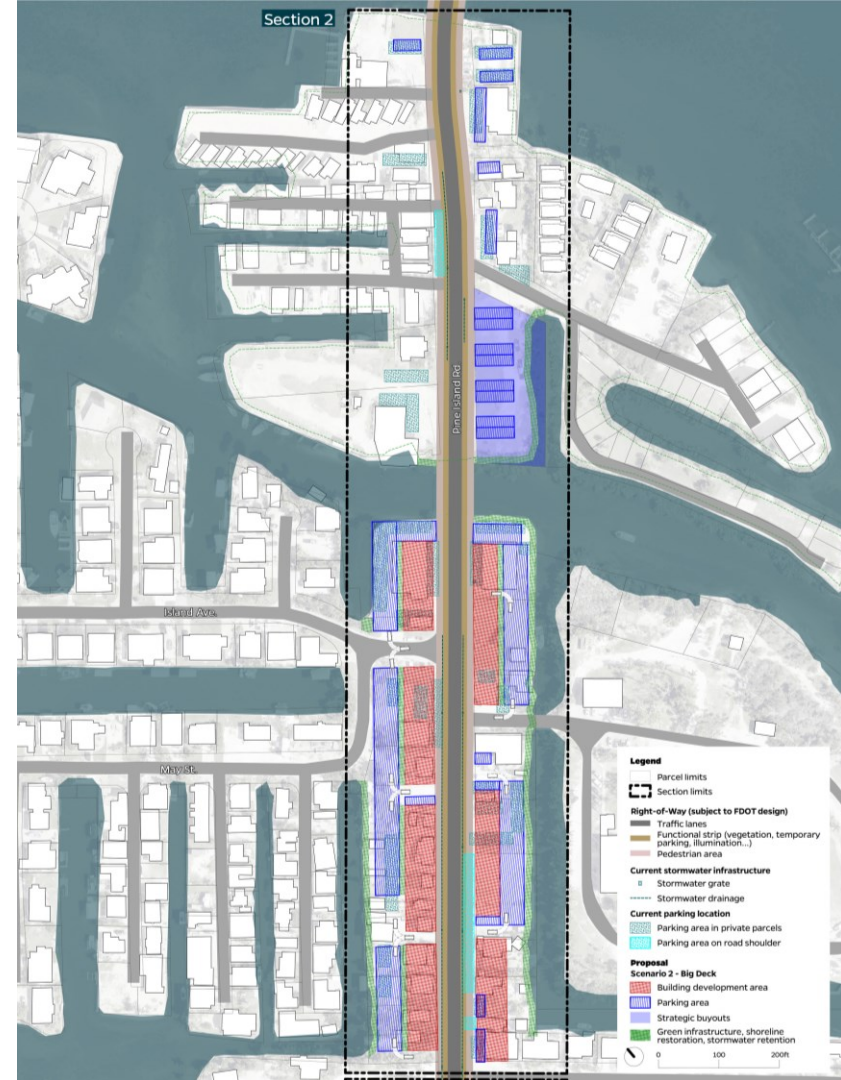 Section 2
Pine Island Rd
Island Ave.
May St.
Legend
Parcel limits
Section limits
Right-of-Way (subject to FDOT design)
Traffic lanes
Functional strip (vegetation, temporary
parking, illumination...)
Pedestrian area
Current stormwater infrastructure
Stormwater grate
Stormwater drainage
Current parking location
Parking area in private parcels
Parking area on road shoulder
Proposal
Scenario 2 - Big Deck
Building development area
Parking area
Strategic buyouts
Green infrastructure, shoreline
restoration, stormwater retention
0 100 200ft